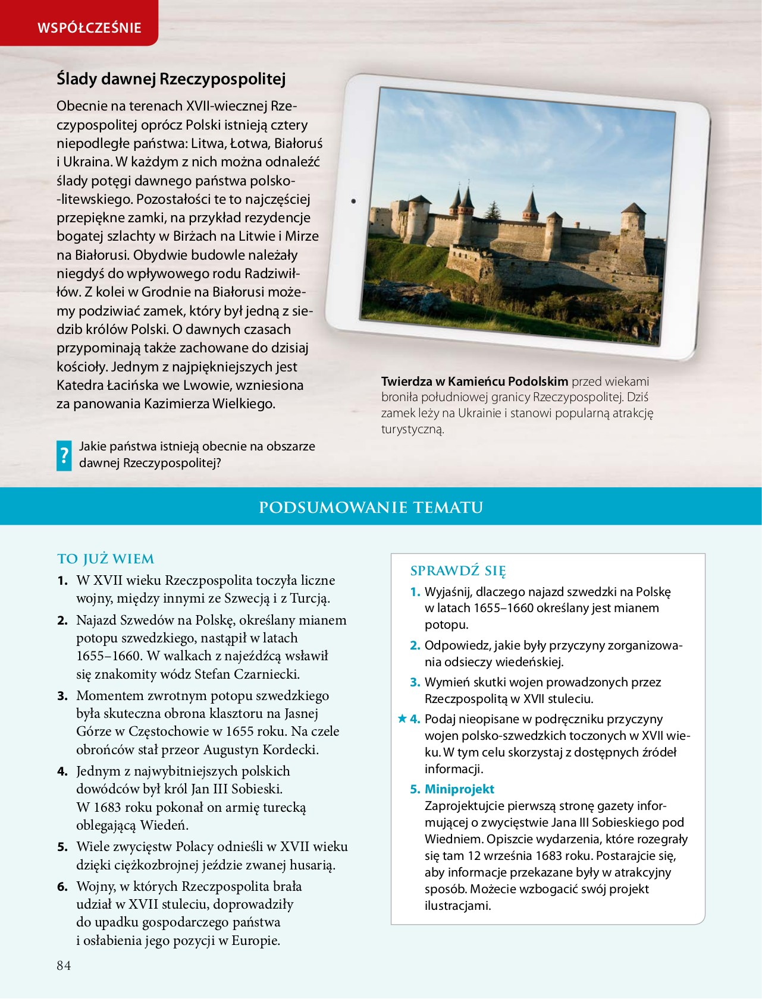 WSPÓŁCZEŚNIE
Ślady dawnej Rzeczypospolitej
Obecnie na terenach XVII-wiecznej Rze-
czypospolitej oprócz Polski istnieją cztery
niepodległe państwa: Litwa, Łotwa, Białoruś
i Ukraina. W każdym z nich można odnaleźć
ślady potęgi dawnego państwa polsko-
-litewskiego. Pozostałości te to najczęściej
przepiękne zamki, na przykład rezydencje
bogatej szlachty w Birżach na Litwie i Mirze
na Białorusi. Obydwie budowle należały
niegdyś do wpływowego rodu Radziwił-
łów. Z kolei w Grodnie na Białorusi może-
my podziwiać zamek, który był jedną z sie-
dzib królów Polski. O dawnych czasach
przypominają także zachowane do dzisiaj
kościoły. Jednym z najpiękniejszych jest
Katedra Łacińska we Lwowie, wzniesiona
za panowania Kazimierza Wielkiego.
Twierdza w Kamieńcu Podolskim przed wiekami
broniła południowej granicy Rzeczypospolitej. Dziś
zamek leży na Ukrainie i stanowi popularną atrakcję
turystyczną.
? Jakie państwa istnieją obecnie na obszarze
dawnej Rzeczypospolitej?
PODSUMOWANIE TEMATU
TO JUŻ WIEM
1. W XVII wieku Rzeczpospolita toczyła liczne
wojny, między innymi ze Szwecją i z Turcją.
2. Najazd Szwedów na Polskę, określany mianem
potopu szwedzkiego, nastąpił w latach
1655–1660. W walkach z najeźdźcą wsławił
się znakomity wódz Stefan Czarniecki.
3. Momentem zwrotnym potopu szwedzkiego
była skuteczna obrona klasztoru na Jasnej
Górze w Częstochowie w 1655 roku. Na czele
obrońców stał przeor Augustyn Kordecki.
4. Jednym z najwybitniejszych polskich
dowódców był król Jan III Sobieski.
W 1683 roku pokonał on armię turecką
oblegającą Wiedeń.
5. Wiele zwycięstw Polacy odnieśli w XVII wieku
dzięki ciężkozbrojnej jeździe zwanej husarią.
6. Wojny, w których Rzeczpospolita brała
udział w XVII stuleciu, doprowadziły
do upadku gospodarczego państwa
i osłabienia jego pozycji w Europie.
SPRAWDŹ SIĘ
1. Wyjaśnij, dlaczego najazd szwedzki na Polskę
w latach 1655–1660 określany jest mianem
potopu.
2. Odpowiedz, jakie były przyczyny zorganizowa-
nia odsieczy wiedeńskiej.
3. Wymień skutki wojen prowadzonych przez
Rzeczpospolitą w XVII stuleciu.
★ 4. Podaj nieopisane w podręczniku przyczyny
wojen polsko-szwedzkich toczonych w XVII wie-
ku. W tym celu skorzystaj z dostępnych źródeł
informacji.
5. Miniprojekt
Zaprojektujcie pierwszą stronę gazety infor-
mującej o zwycięstwie Jana III Sobieskiego pod
Wiedniem. Opiszcie wydarzenia, które rozegrały
się tam 12 września 1683 roku. Postarajcie się,
aby informacje przekazane były w atrakcyjny
sposób. Możecie wzbogacić swój projekt
ilustracjami.
84